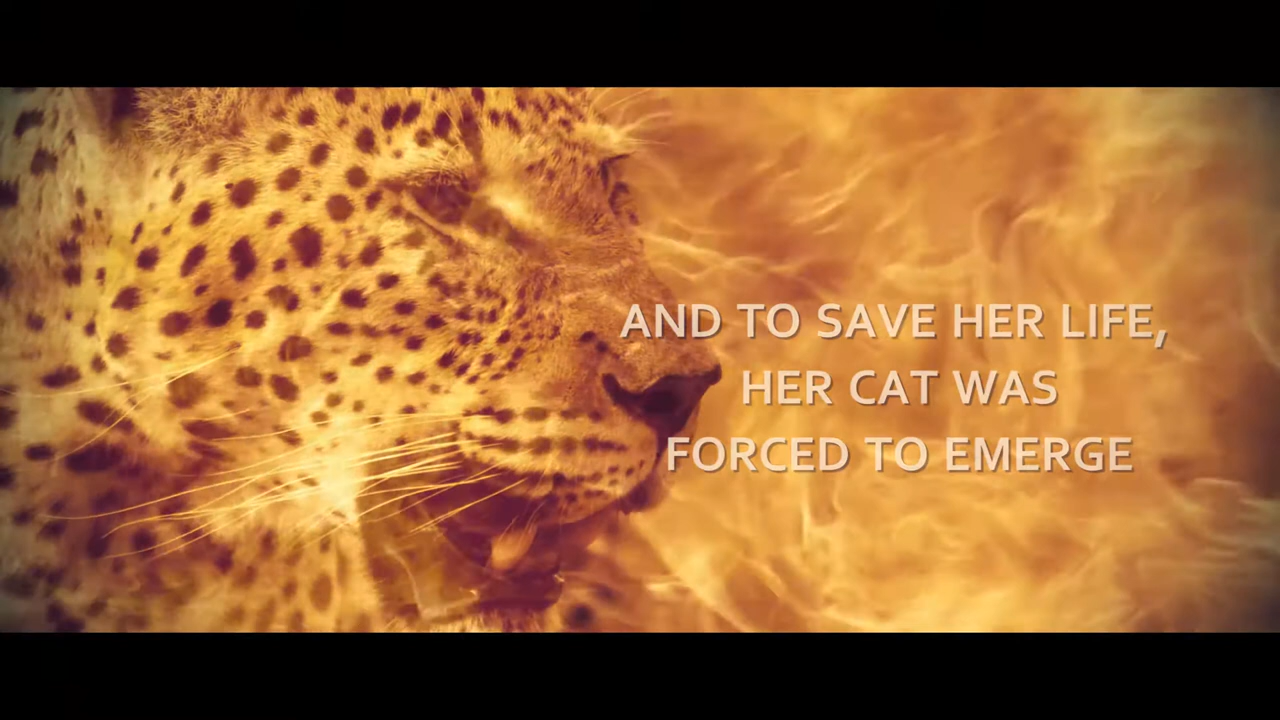 AND TO SAVE HER LIFE,
HER CAT WAS
FORCED TO EMERGE